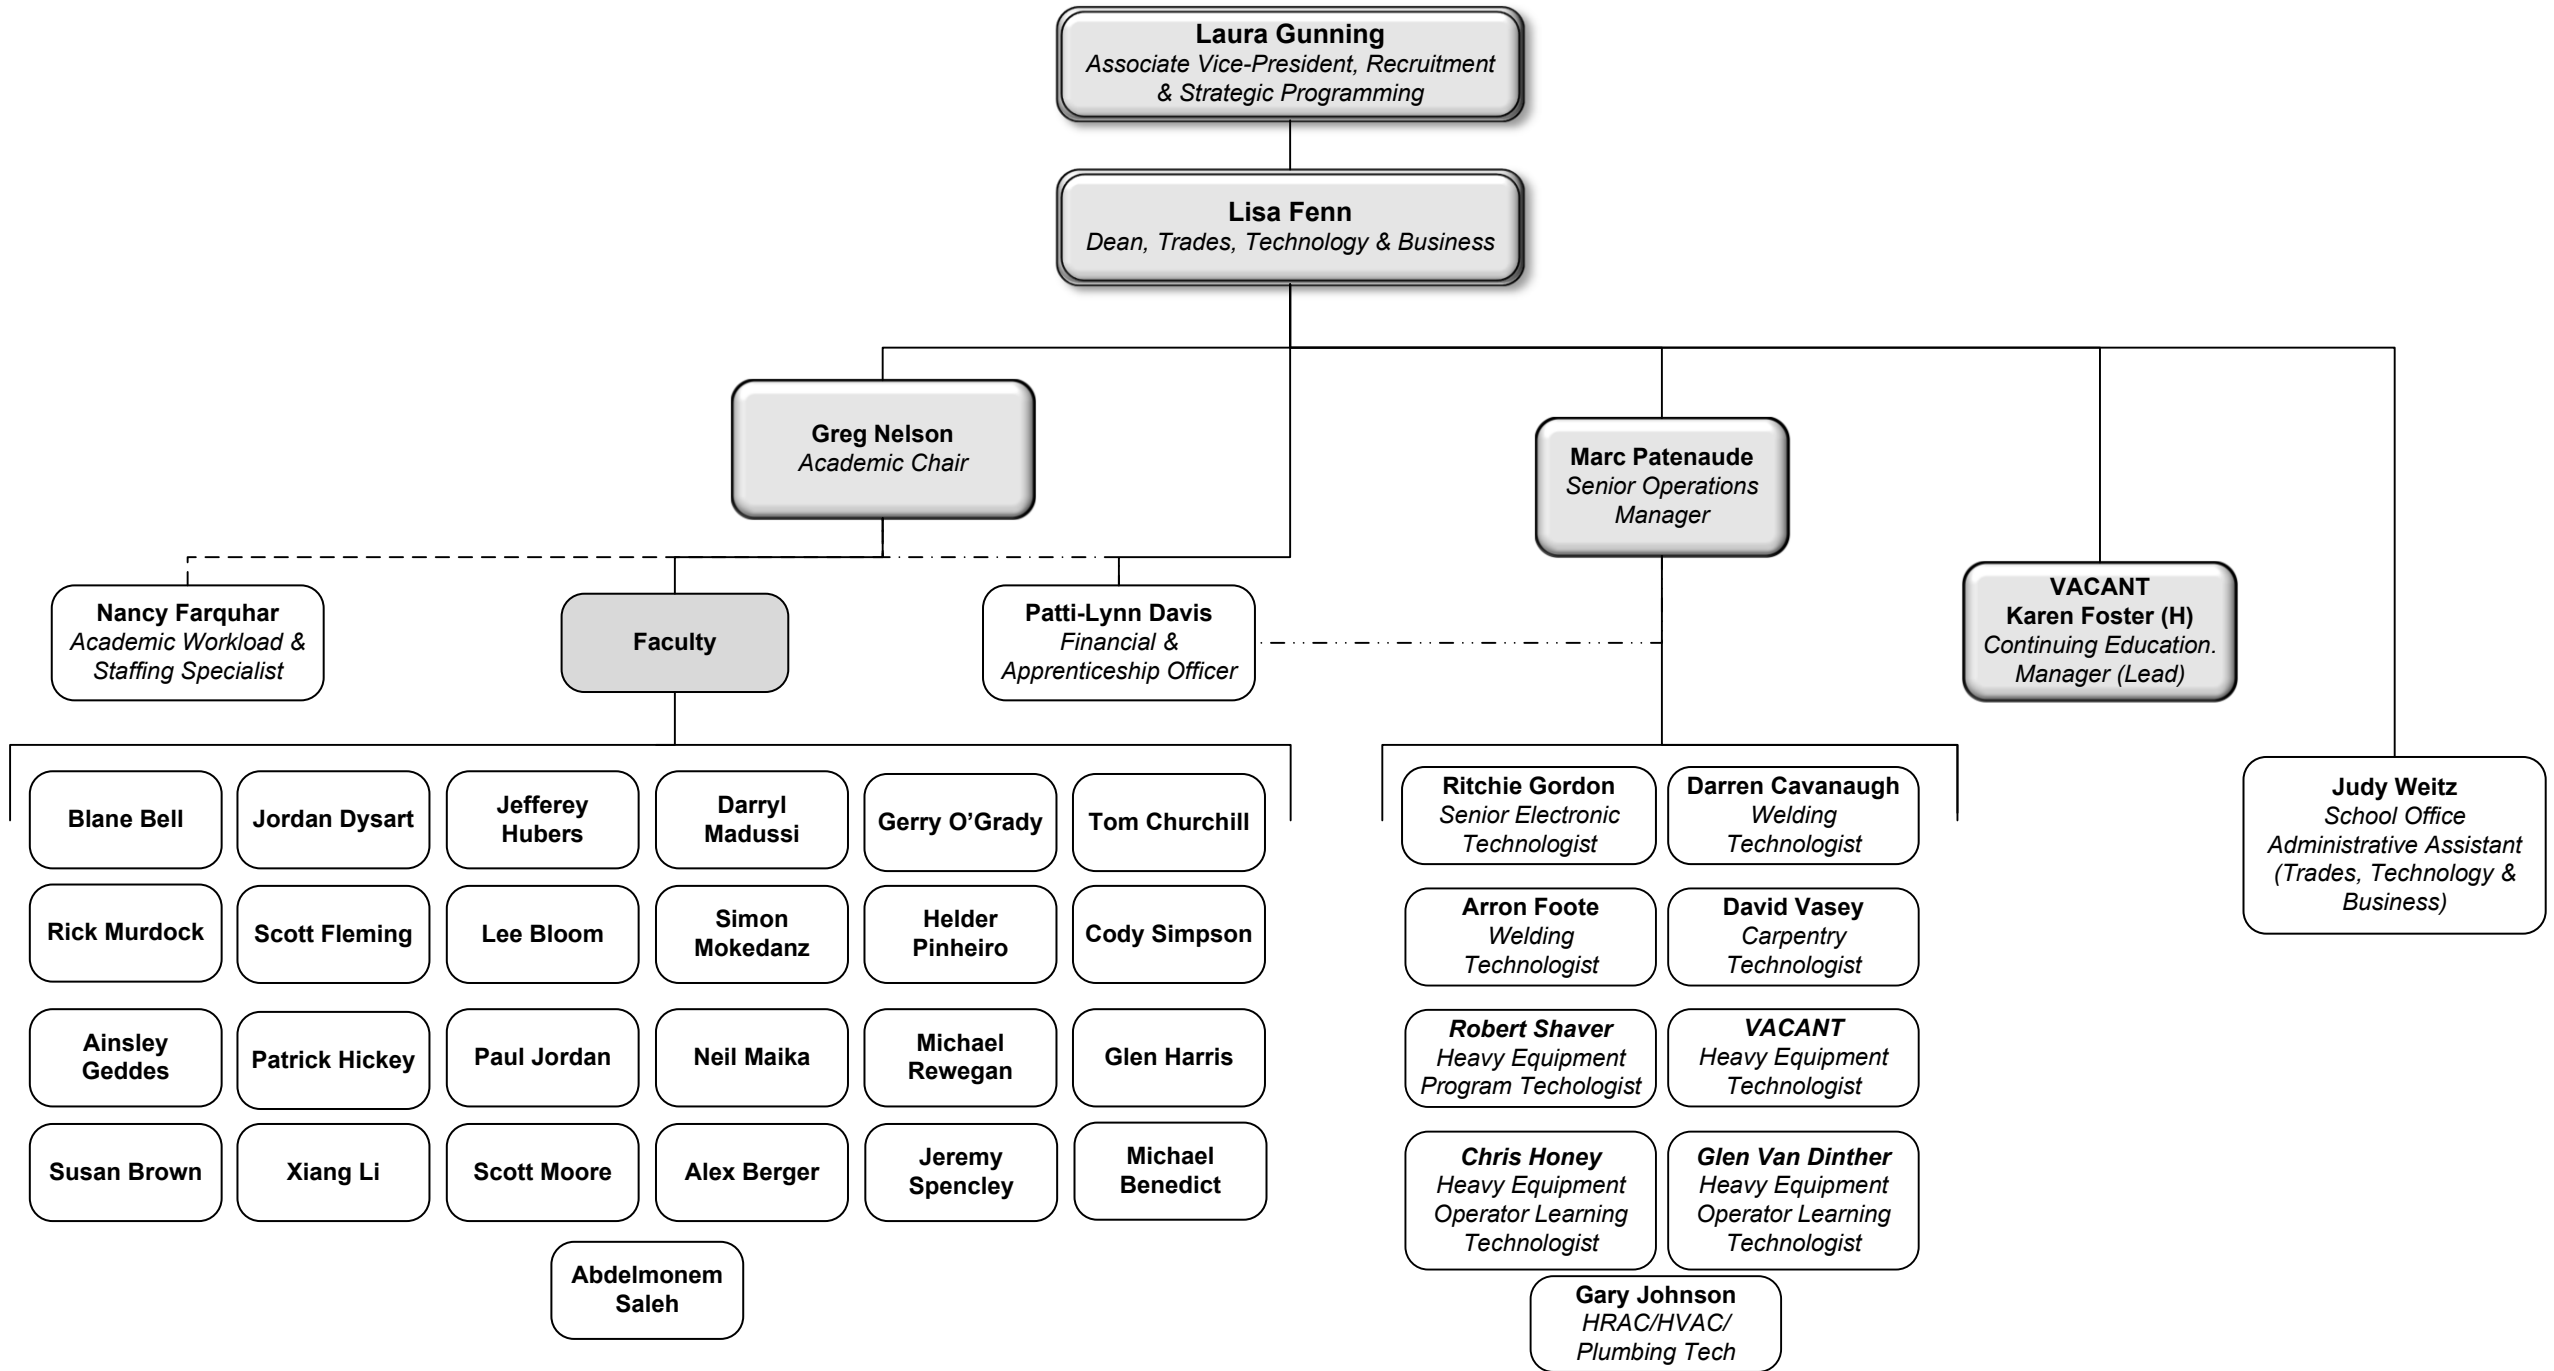 Laura Gunning
Associate Vice-President, Recruitment
& Strategic Programming
Lisa Fenn
Dean, Trades, Technology & Business
Greg Nelson
Academic Chair
Marc Patenaude
Senior Operations
Manager
VACANT
Karen Foster (H)
Continuing Education.
Manager (Lead)
Nancy Farquhar
Academic Workload &
Staffing Specialist
Faculty
Patti-Lynn Davis
Financial &
Apprenticeship Officer
Judy Weitz
School Office
Administrative Assistant
(Trades, Technology &
Business)
Blane Bell
Jordan Dysart
Jefferey
Hubers
Darryl
Madussi
Gerry O’Grady
Tom Churchill
Rick Murdock
Scott Fleming
Lee Bloom
Simon
Mokedanz
Helder
Pinheiro
Cody Simpson
Ainsley
Geddes
Patrick Hickey
Paul Jordan
Neil Maika
Michael
Rewegan
Glen Harris
Susan Brown
Xiang Li
Scott Moore
Alex Berger
Jeremy
Spencley
Michael
Benedict
Abdelmonem
Saleh
Ritchie Gordon
Senior Electronic
Technologist
Darren Cavanaugh
Welding
Technologist
Arron Foote
Welding
Technologist
David Vasey
Carpentry
Technologist
Robert Shaver
Heavy Equipment
Program Techologist
VACANT
Heavy Equipment
Technologist
Chris Honey
Heavy Equipment
Operator Learning
Technologist
Glen Van Dinther
Heavy Equipment
Operator Learning
Technologist
Gary Johnson
HRAC/HVAC/
Plumbing Tech